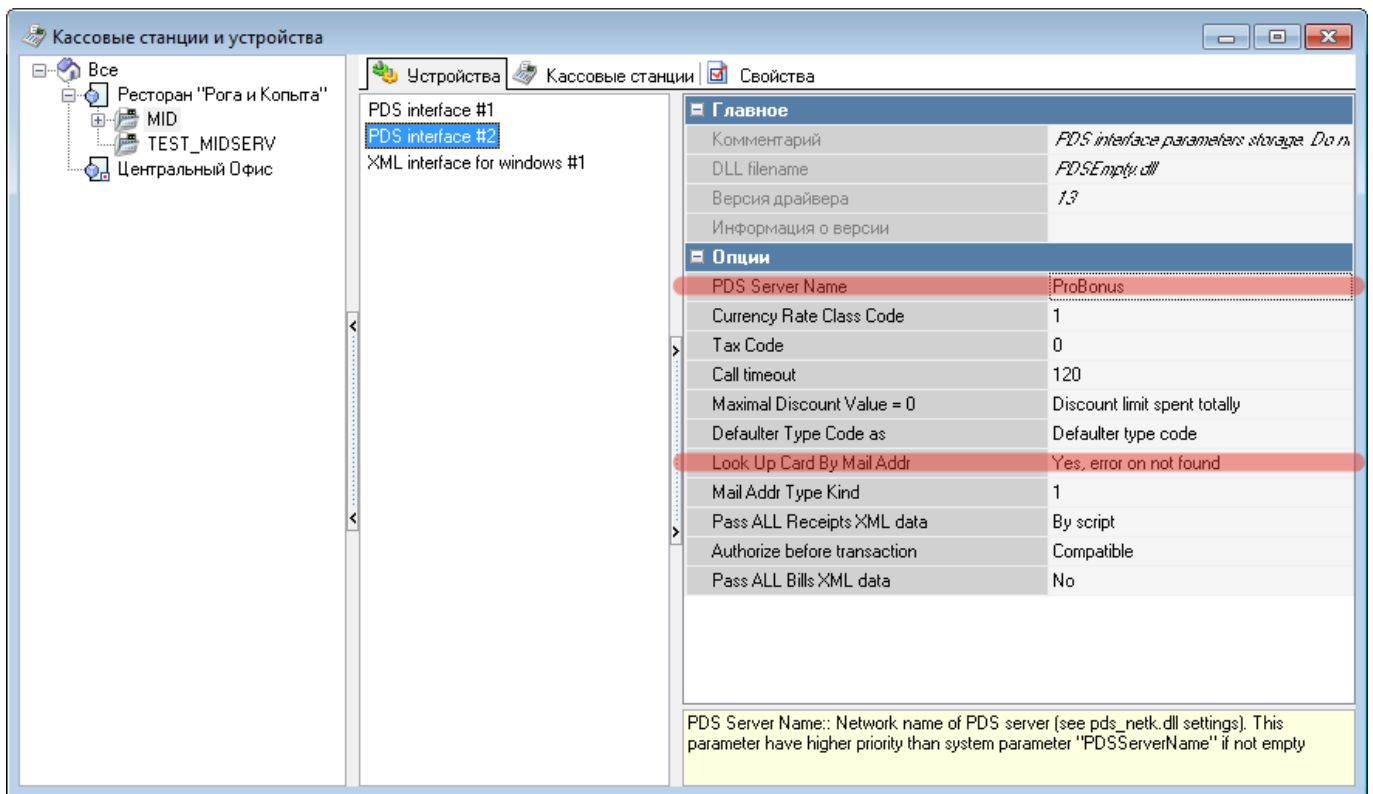 Кассовые станции и устройства
Все
Ресторан "Рога и Копыта"
MID
TEST_MIDSERV
Центральный Офис
Устройства Кассовые станции Свойства
PDS interface #1
PDS interface #2
XML interface for windows #1
Главное
Комментарий PDS interface parameters storage. Do n
DLL filename PDSEmpty.dll
Версия драйвера 13
Информация о версии
Опции
PDS Server Name ProBonus
Currency Rate Class Code 1
Tax Code 0
Call timeout 120
Maximal Discount Value = 0 Discount limit spent totally
Defaulter Type Code as Defaulter type code
Look Up Card By Mail Addr Yes, error on not found
Mail Addr Type Kind 1
Pass ALL Receipts XML data By script
Authorize before transaction Compatible
Pass ALL Bills XML data No
PDS Server Name:: Network name of PDS server (see pds_netk.dll settings). This
parameter have higher priority than system parameter "PDSServerName" if not empty